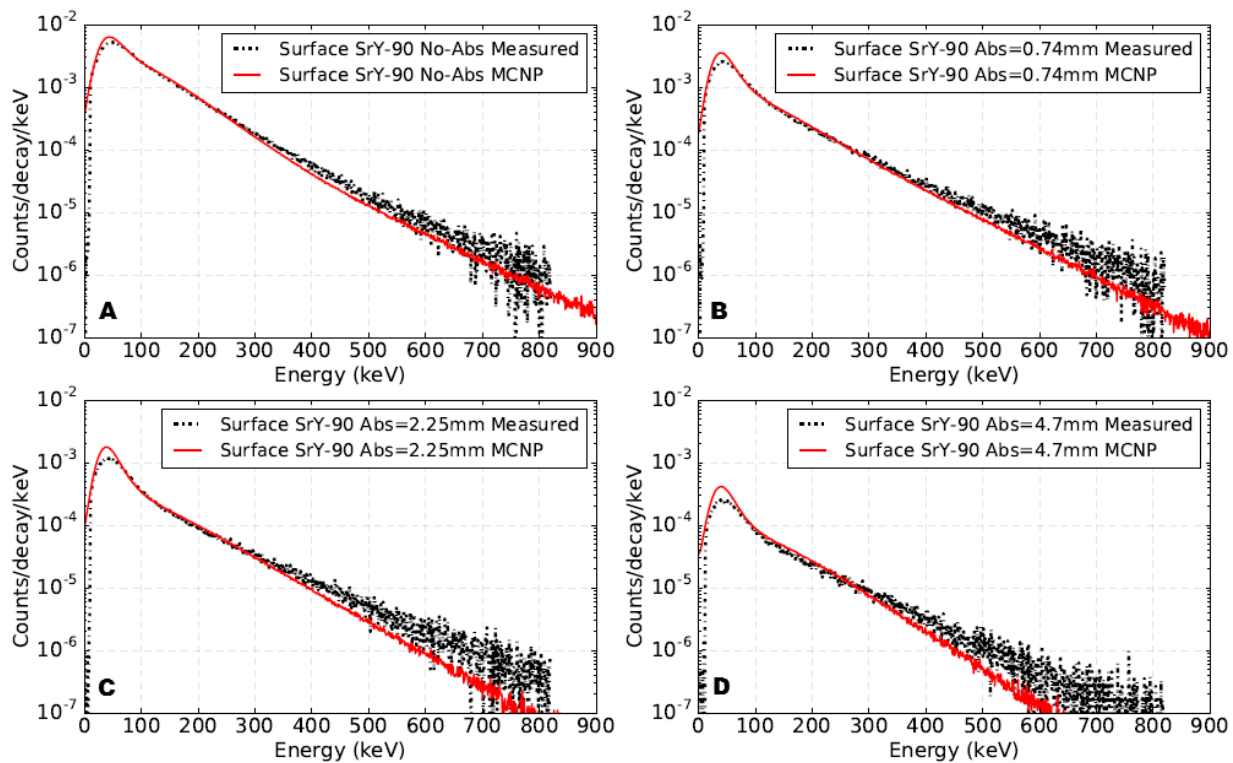 Surface SrY-90 No-Abs Measured
Surface SrY-90 No-Abs MCNP
Counts/decay/keV
10^-2
10^-3
10^-4
10^-5
10^-6
10^-7
A
0 100 200 300 400 500 600 700 800 900
Energy (keV)
Surface SrY-90 Abs=0.74mm Measured
Surface SrY-90 Abs=0.74mm MCNP
Counts/decay/keV
10^-2
10^-3
10^-4
10^-5
10^-6
10^-7
B
0 100 200 300 400 500 600 700 800 900
Energy (keV)
Surface SrY-90 Abs=2.25mm Measured
Surface SrY-90 Abs=2.25mm MCNP
Counts/decay/keV
10^-2
10^-3
10^-4
10^-5
10^-6
10^-7
C
0 100 200 300 400 500 600 700 800 900
Energy (keV)
Surface SrY-90 Abs=4.7mm Measured
Surface SrY-90 Abs=4.7mm MCNP
Counts/decay/keV
10^-2
10^-3
10^-4
10^-5
10^-6
10^-7
D
0 100 200 300 400 500 600 700 800 900
Energy (keV)